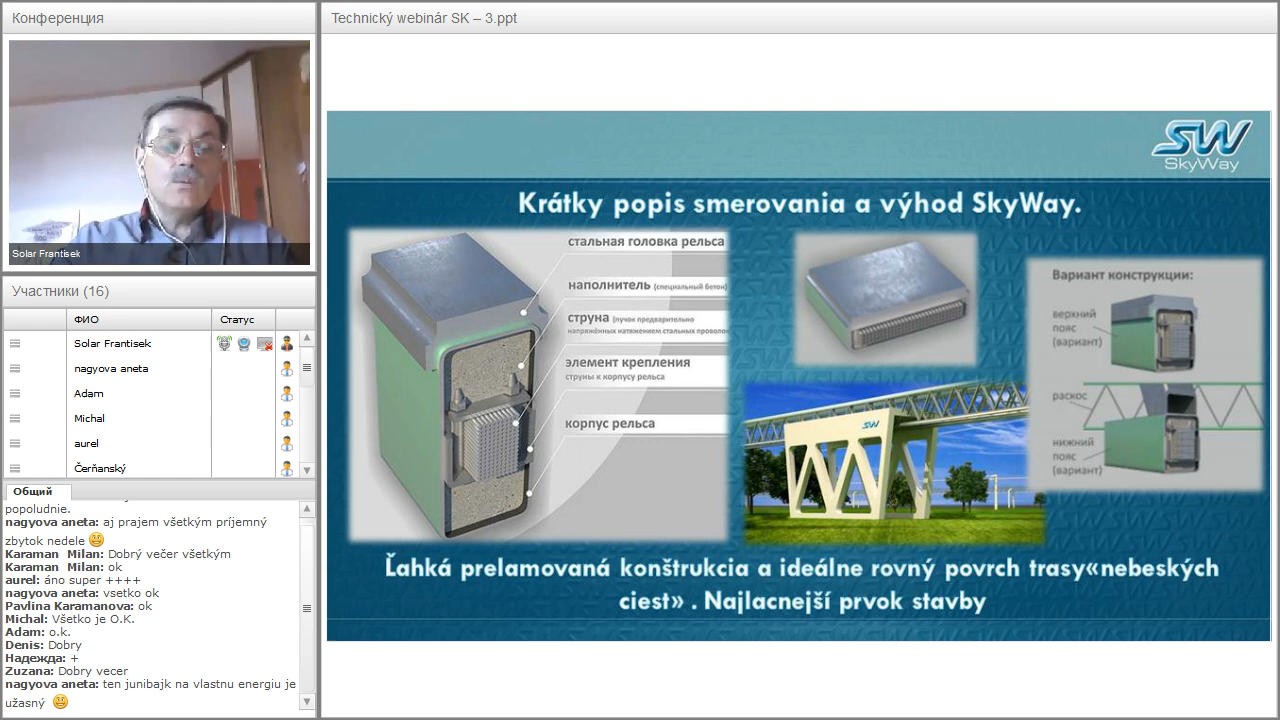 Конференция
Solar Frantisek
Участники (16)
ФИО
Статус
Solar Frantisek
nagyova aneta
Adam
Michal
aurel
Čerňanský
Общий
popoludnie.
nagyova aneta: aj prajem všetkým príjemný
zbytok nedele
Karaman Milan: Dobrý večer všetkým
Karaman Milan: ok
aurel: áno super ++++
nagyova aneta: vsetko ok
Pavlina Karamanova: ok
Michal: Všetko je O.K.
Adam: o.k.
Denis: Dobry
Надежда: +
Zuzana: Dobry vecer
nagyova aneta: ten junibajk na vlastnu energiu je
užasný
Technický webinár SK – 3.ppt
SW
SkyWay
Krátky popis smerovania a výhod SkyWay.
стальная головка рельса
наполнитель (специальный бетон)
струна (пучок предварительно
напряжённых натяжением стальных проволок
элемент крепления
струны к корпусу рельса
корпус рельса
SW
Вариант конструкции:
верхний
пояс
(вариант)
раскос
нижний
пояс
(вариант)
Ľahká prelamovaná konštrukcia a ideálne rovný povrch trasy«nebeských
ciest» . Najlacnejší prvok stavby